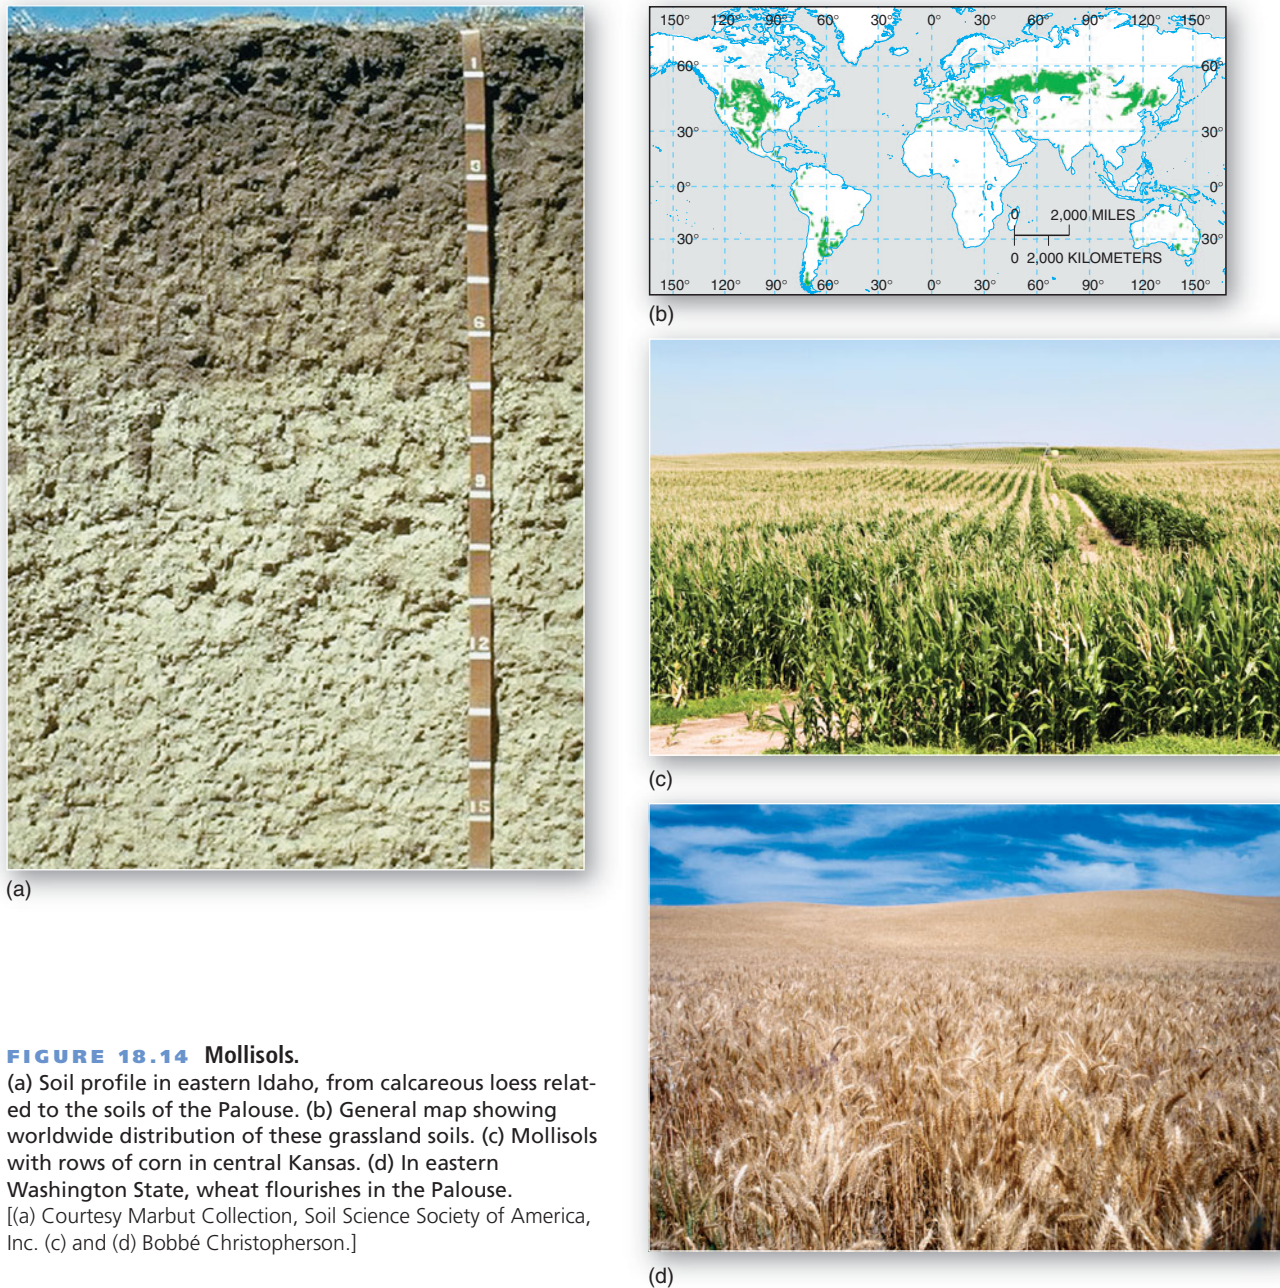 1
3
6
9
12
15
(a)
150° 120° 90° 60° 30° 0° 30° 60° 90° 120° 150°
60° 60°
30° 30°
0° 0°
0 2,000 MILES
30° 30°
0 2,000 KILOMETERS
150° 120° 90° 60° 30° 0° 30° 60° 90° 120° 150°
(b)
(c)
(d)
FIGURE 18.14 Mollisols.
(a) Soil profile in eastern Idaho, from calcareous loess relat-
ed to the soils of the Palouse. (b) General map showing
worldwide distribution of these grassland soils. (c) Mollisols
with rows of corn in central Kansas. (d) In eastern
Washington State, wheat flourishes in the Palouse.
[(a) Courtesy Marbut Collection, Soil Science Society of America,
Inc. (c) and (d) Bobbé Christopherson.]